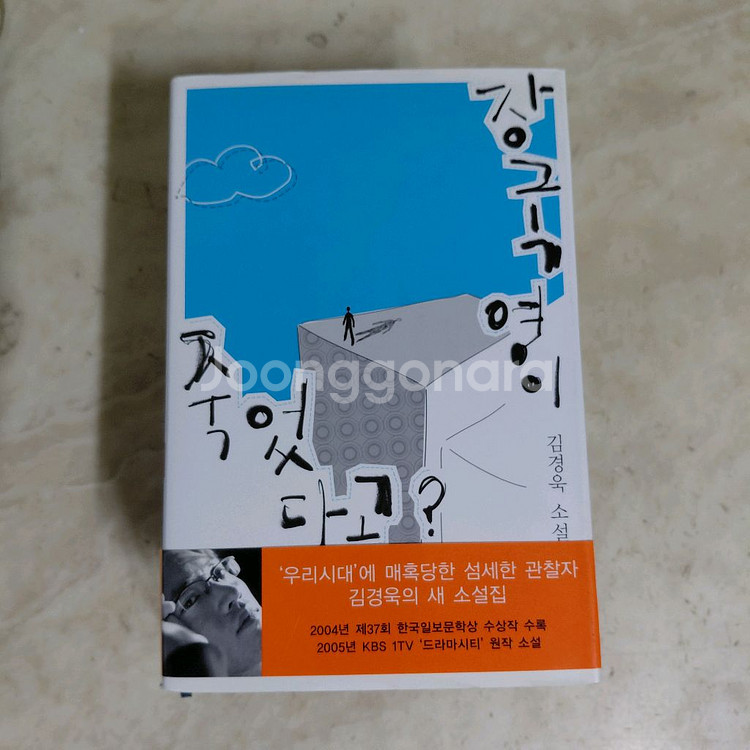 장국영이
죽었다고?
김경욱 소설
Joonggonara
'우리시대'에 매혹당한 섬세한 관찰자
김경욱의 새 소설집
2004년 제37회 한국일보문학상 수상작 수록
2005년 KBS 1TV '드라마시티' 원작 소설